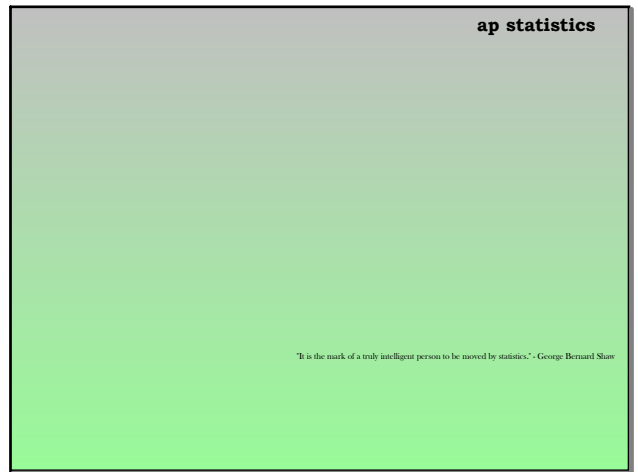 ap statistics
"It is the mark of a truly intelligent person to be moved by statistics." - George Bernard Shaw